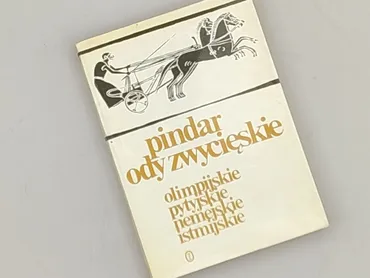 pindar
ody zwycięskie
olimpijskie
pytyjskie
nemejskie
istmijskie